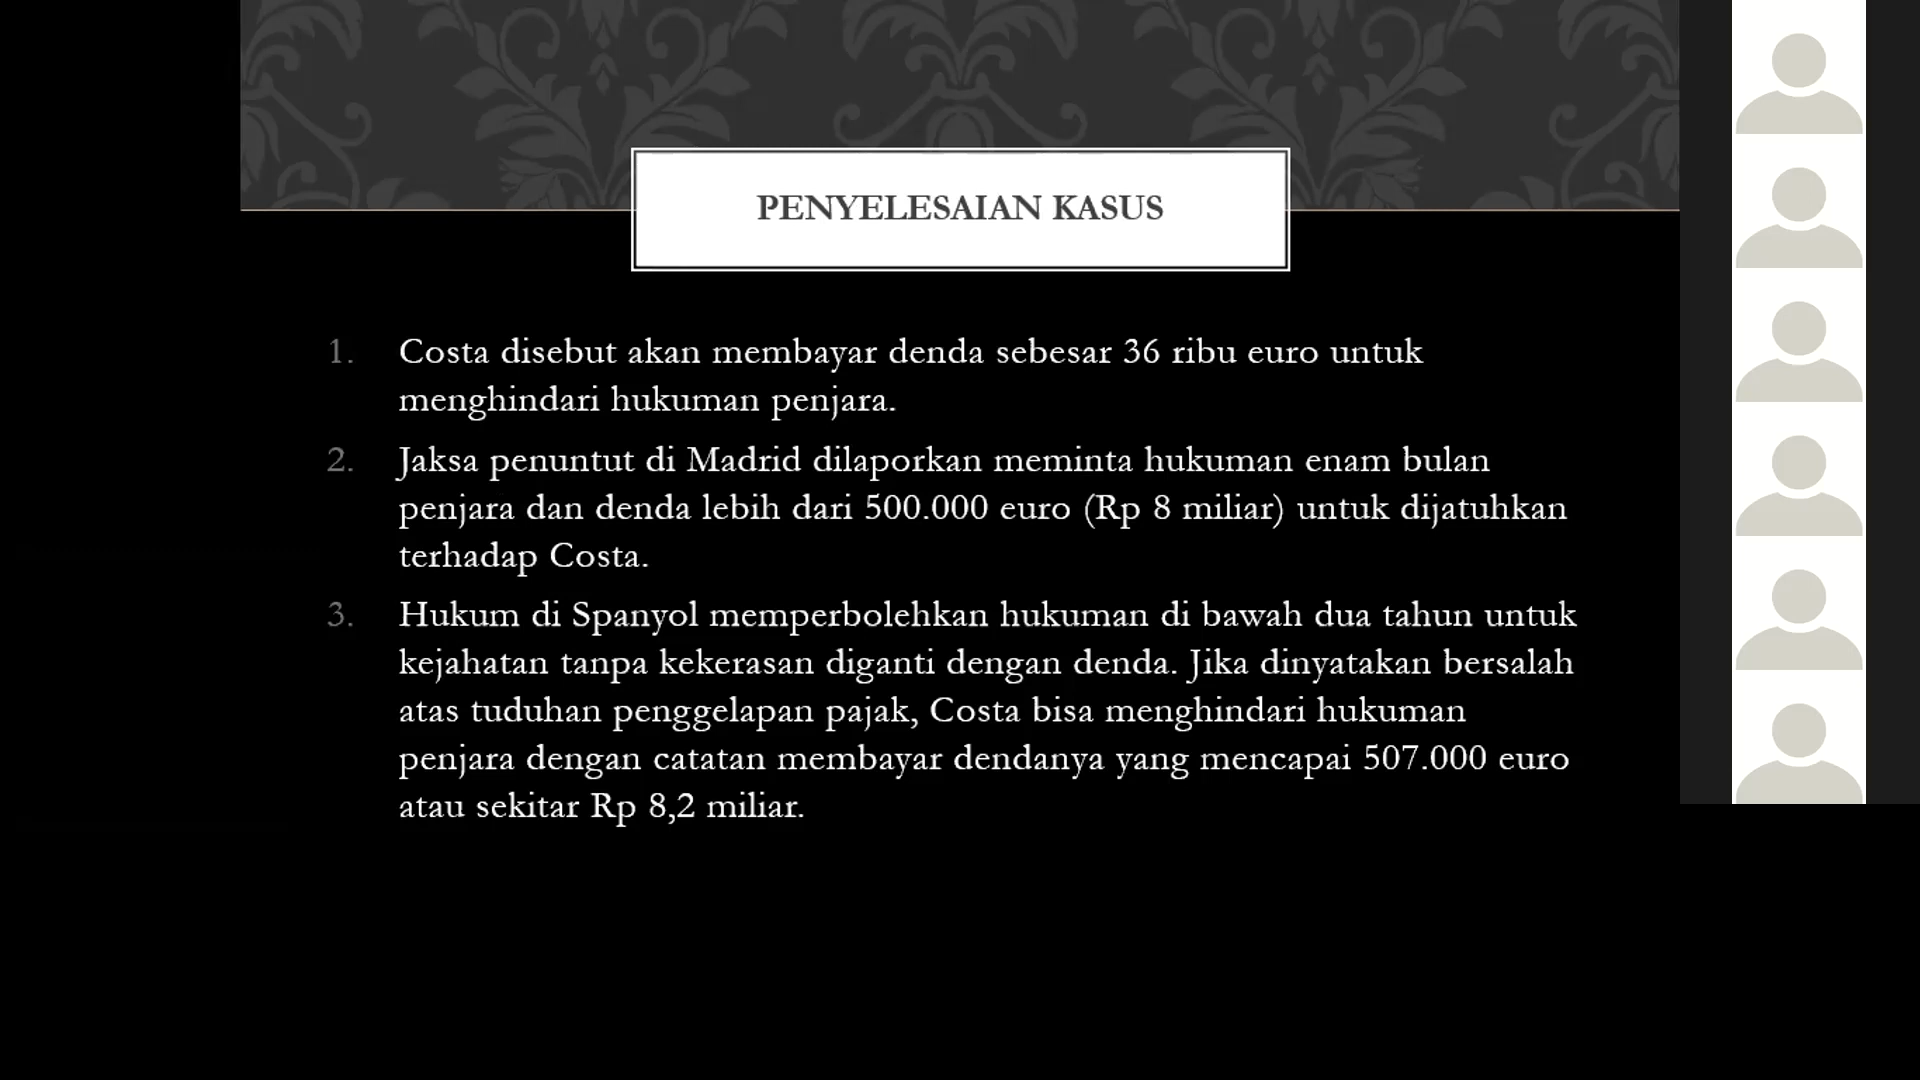 PENYELESAIAN KASUS
1. Costa disebut akan membayar denda sebesar 36 ribu euro untuk
menghindari hukuman penjara.
2. Jaksa penuntut di Madrid dilaporkan meminta hukuman enam bulan
penjara dan denda lebih dari 500.000 euro (Rp 8 miliar) untuk dijatuhkan
terhadap Costa.
3. Hukum di Spanyol memperbolehkan hukuman di bawah dua tahun untuk
kejahatan tanpa kekerasan diganti dengan denda. Jika dinyatakan bersalah
atas tuduhan penggelapan pajak, Costa bisa menghindari hukuman
penjara dengan catatan membayar dendanya yang mencapai 507.000 euro
atau sekitar Rp 8,2 miliar.